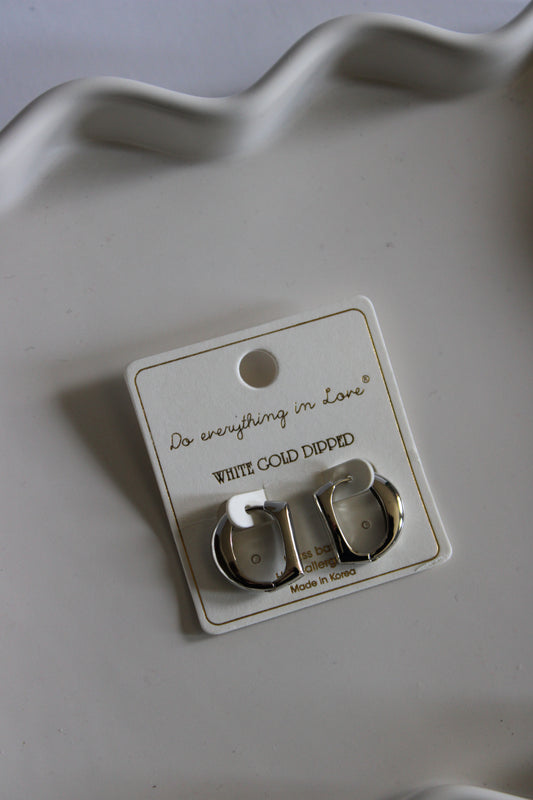 Do everything in Love®
WHITE GOLD DIPPED
Made in Korea